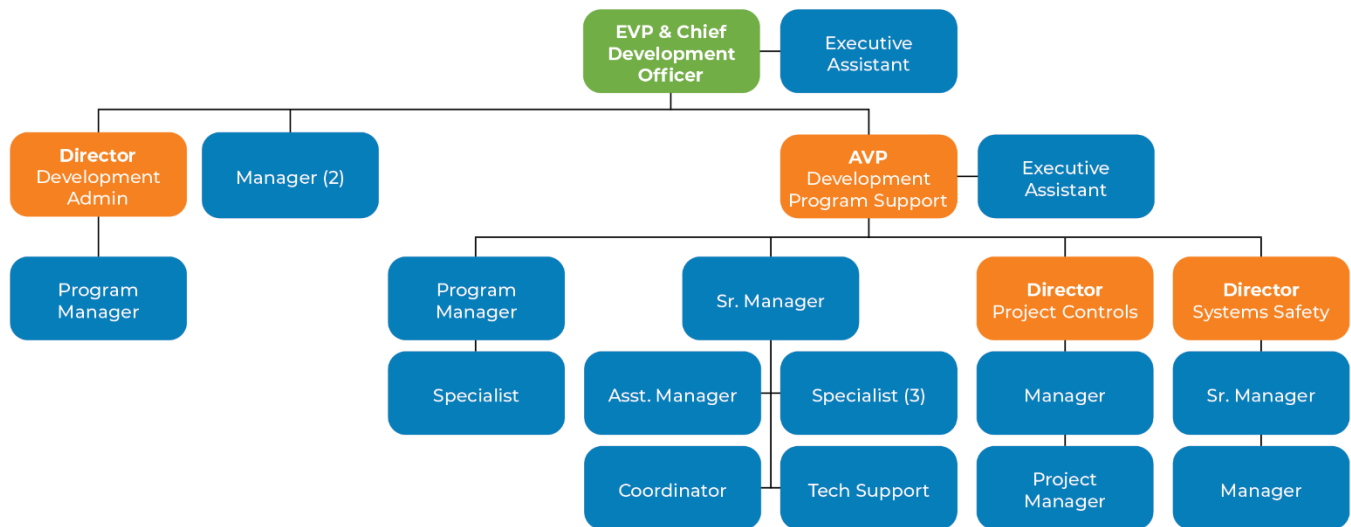 EVP & Chief
Development
Officer
Executive
Assistant
Director
Development
Admin
Manager (2)
AVP
Development
Program Support
Executive
Assistant
Program
Manager
Program
Manager
Sr. Manager
Director
Project Controls
Director
Systems Safety
Specialist
Asst. Manager
Specialist (3)
Manager
Sr. Manager
Coordinator
Tech Support
Project
Manager
Manager